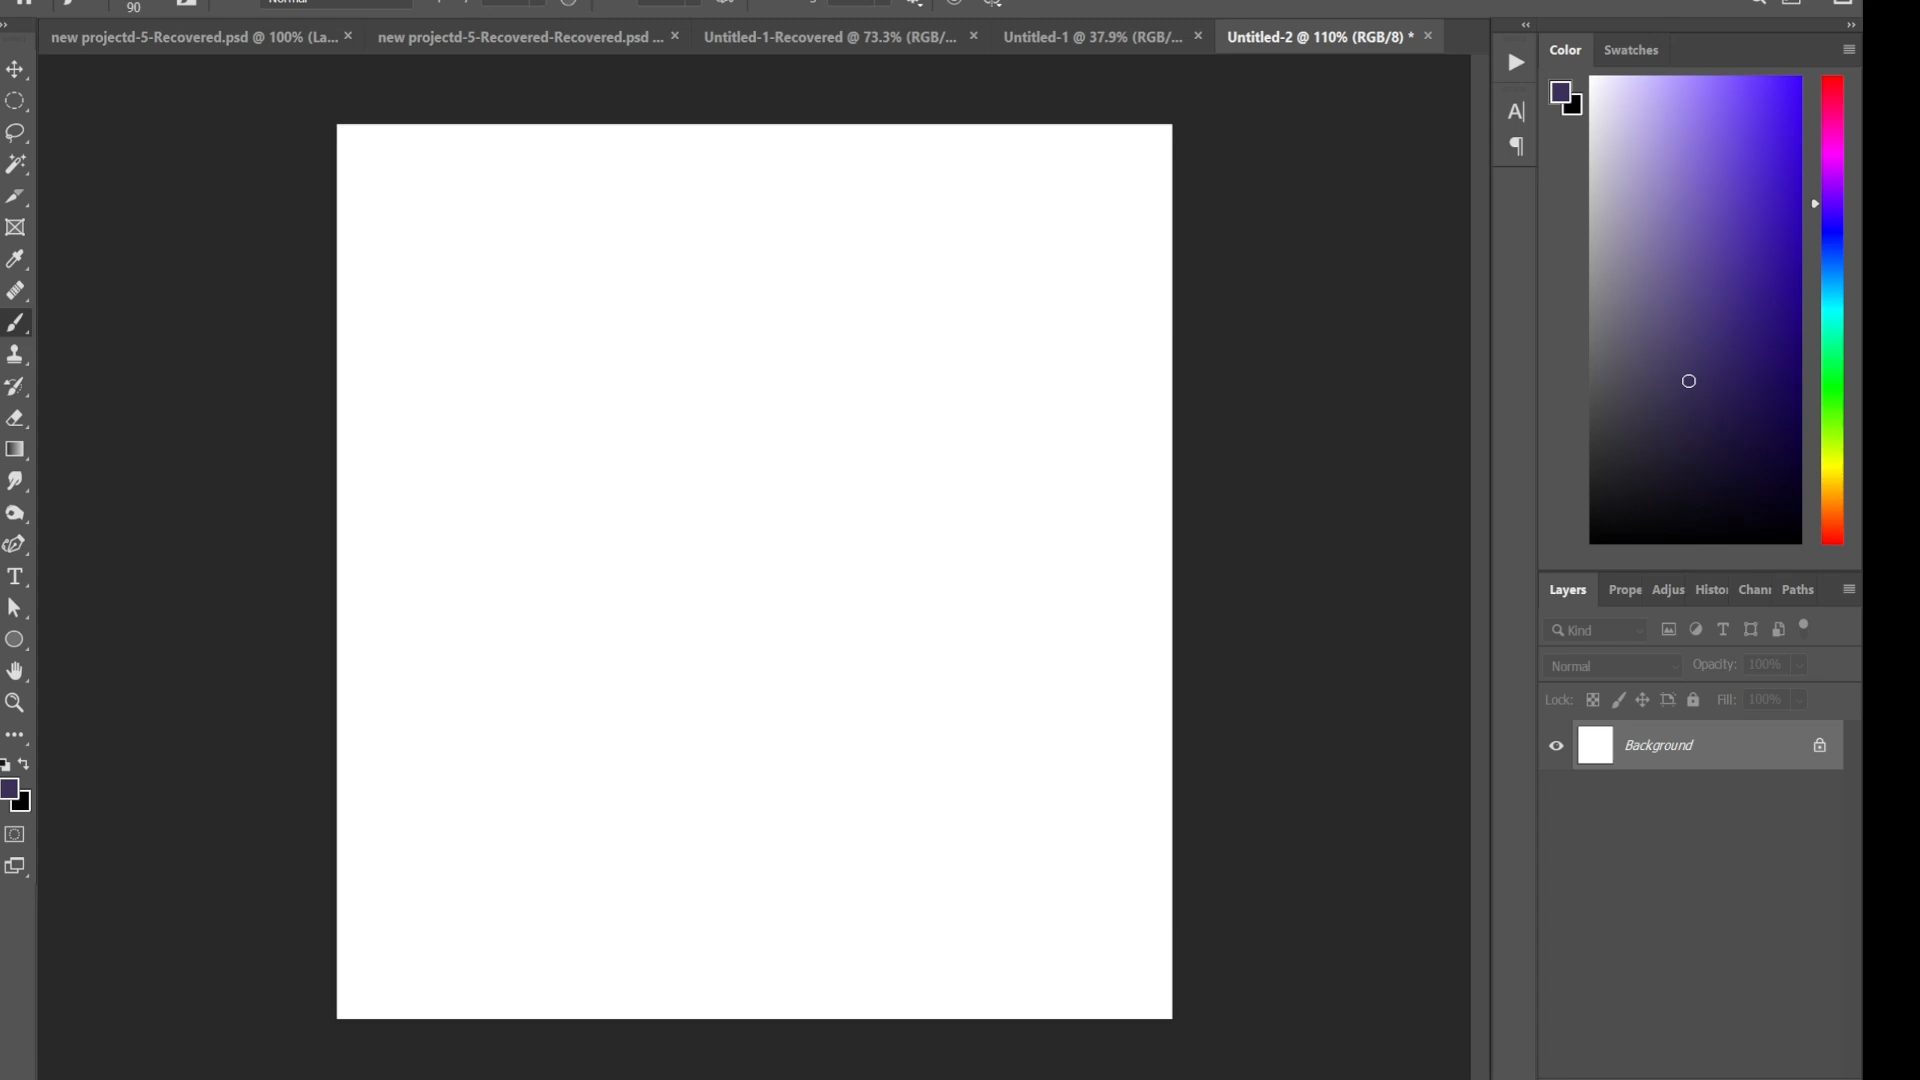 90
new projectd-5-Recovered.psd @ 100% (La...
new projectd-5-Recovered-Recovered.psd ...
Untitled-1-Recovered @ 73.3% (RGB/...
Untitled-1 @ 37.9% (RGB/...
Untitled-2 @ 110% (RGB/8) *
Color
Swatches
Layers
Prope
Adjus
Histo
Chan
Paths
Kind
Normal
Opacity: 100%
Lock:
Fill: 100%
Background